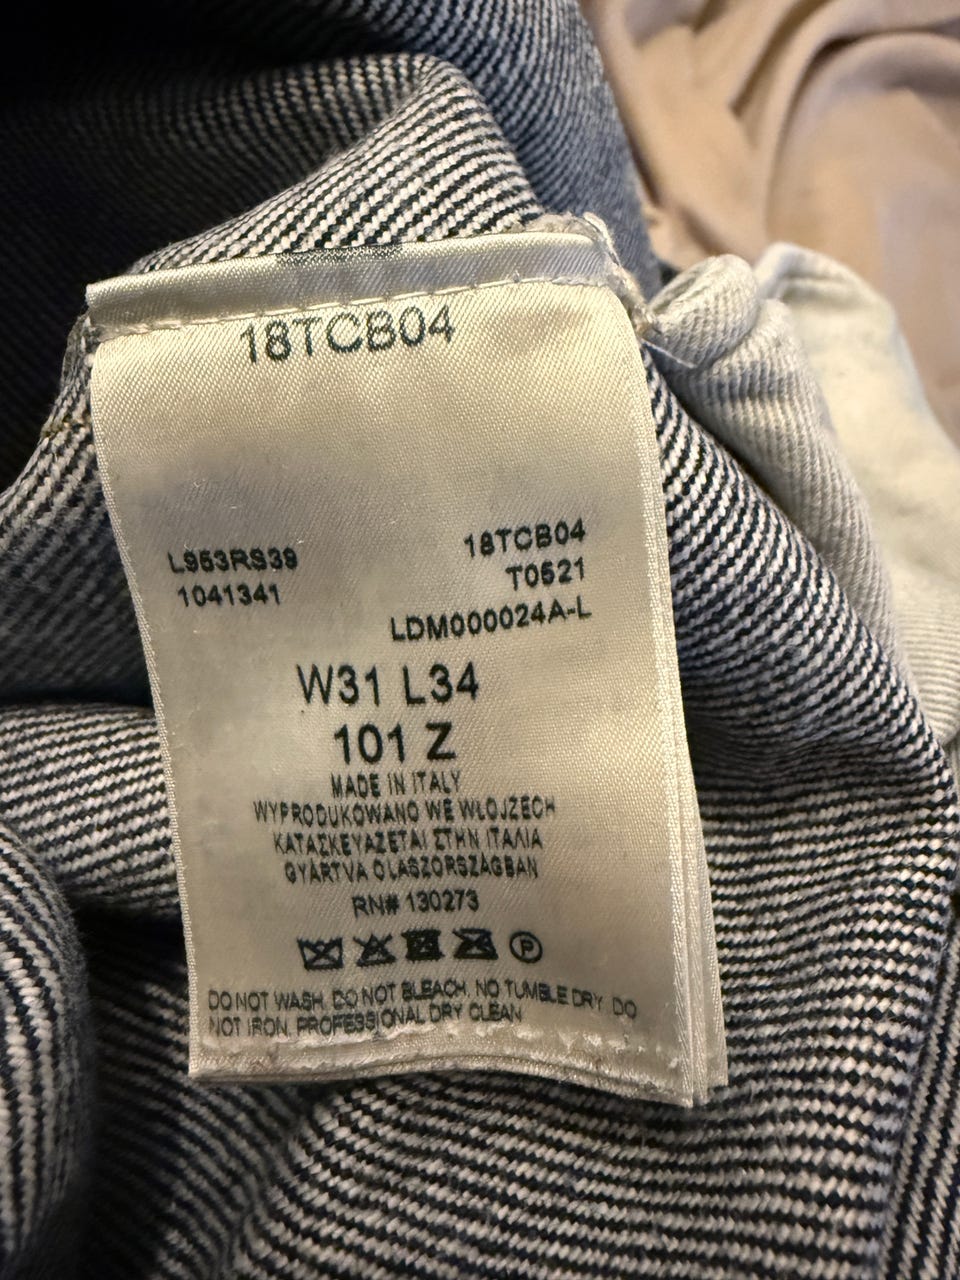 18TCB04
L953RS39
1041341
18TCB04
T0521
LDM000024A-L
W31 L34
101 Z
MADE IN ITALY
WYPRODUKOWANO WE WŁOJZECH
ΚΑΤΑΣΚΕΥΑΖΕΤΑΙ ΣΤΗΝ ΙΤΑΛΙΑ
GYÁRTVA OLASZORSZÁGBAN
RN# 130273
P
DO NOT WASH, DO NOT BLEACH, NO TUMBLE DRY, DO
NOT IRON, PROFESSIONAL DRY CLEAN